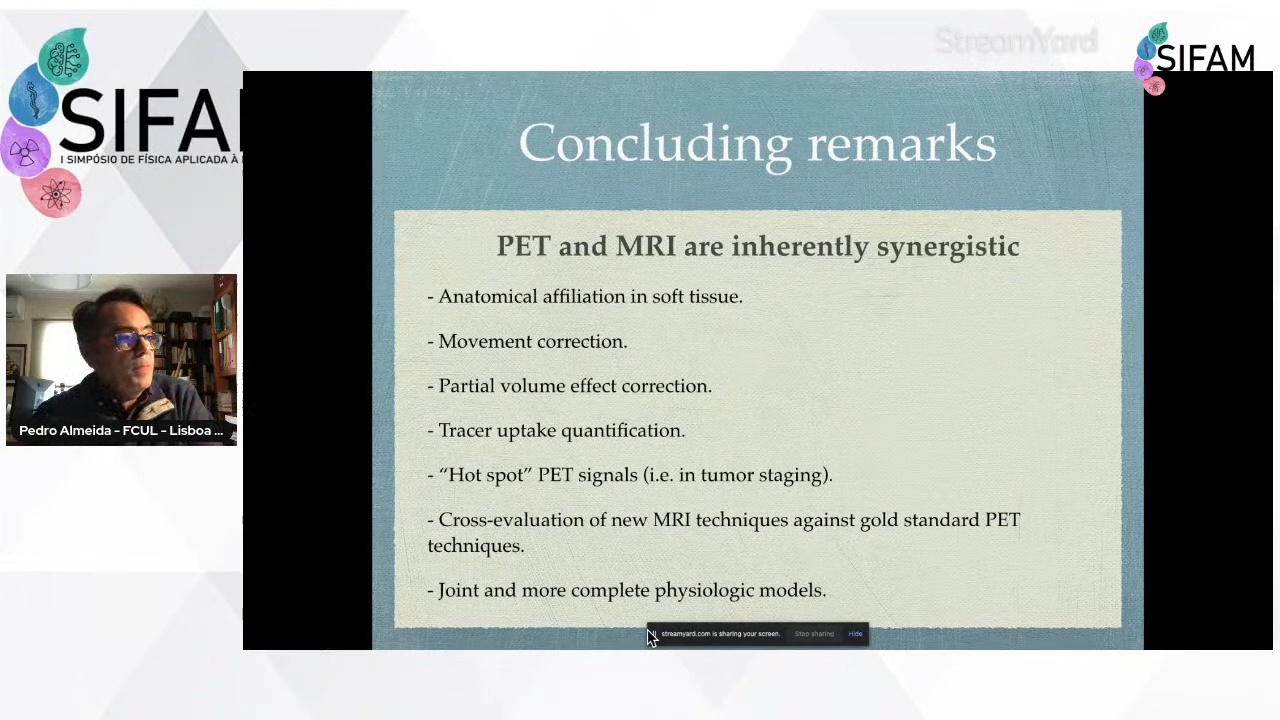 StreamYard
SIFAM
SIFA
I SIMPÓSIO DE FÍSICA APLICADA À
Concluding remarks
PET and MRI are inherently synergistic
- Anatomical affiliation in soft tissue.
- Movement correction.
- Partial volume effect correction.
- Tracer uptake quantification.
- “Hot spot” PET signals (i.e. in tumor staging).
- Cross-evaluation of new MRI techniques against gold standard PET
techniques.
- Joint and more complete physiologic models.
Pedro Almeida - FCUL - Lisboa ...
streamyard.com is sharing your screen. Stop sharing Hide